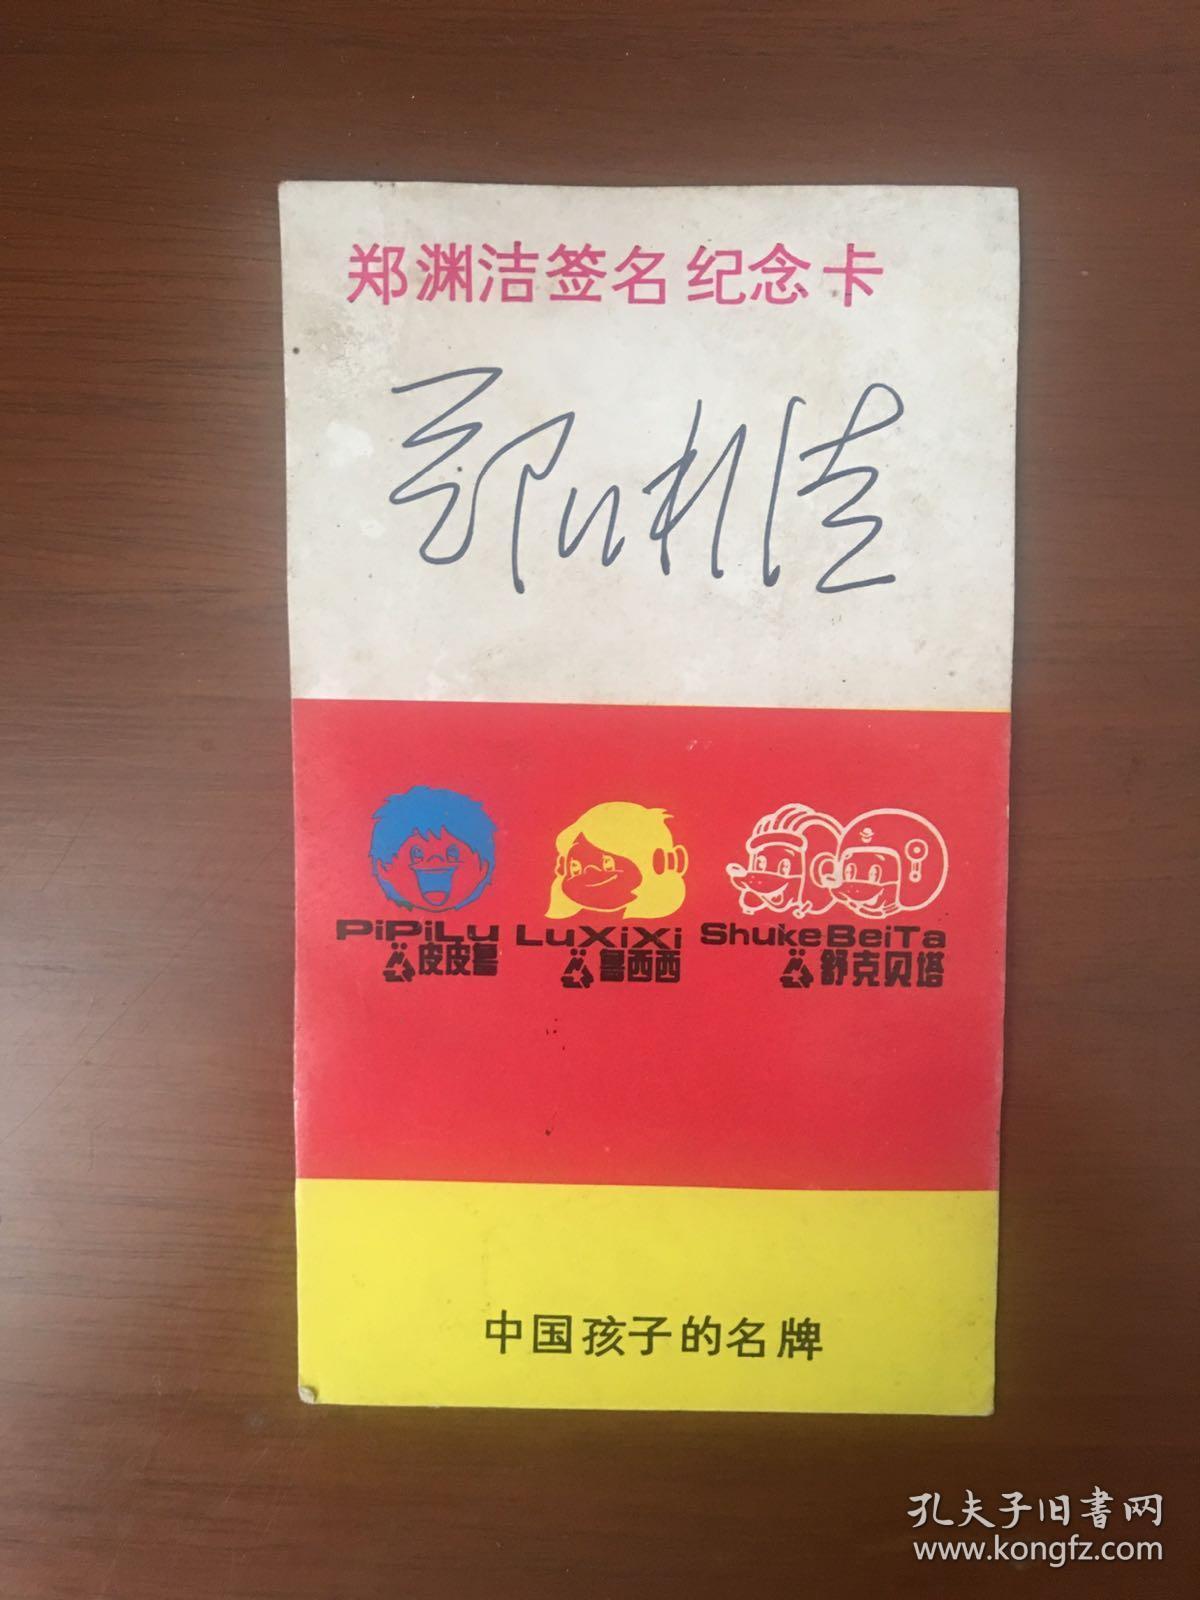 郑渊洁签名纪念卡
郑渊洁
PiPiLu LuXiXi ShukeBeiTa
皮皮鲁 鲁西西 舒克贝塔
中国孩子的名牌
孔夫子旧书网
www.kongfz.com